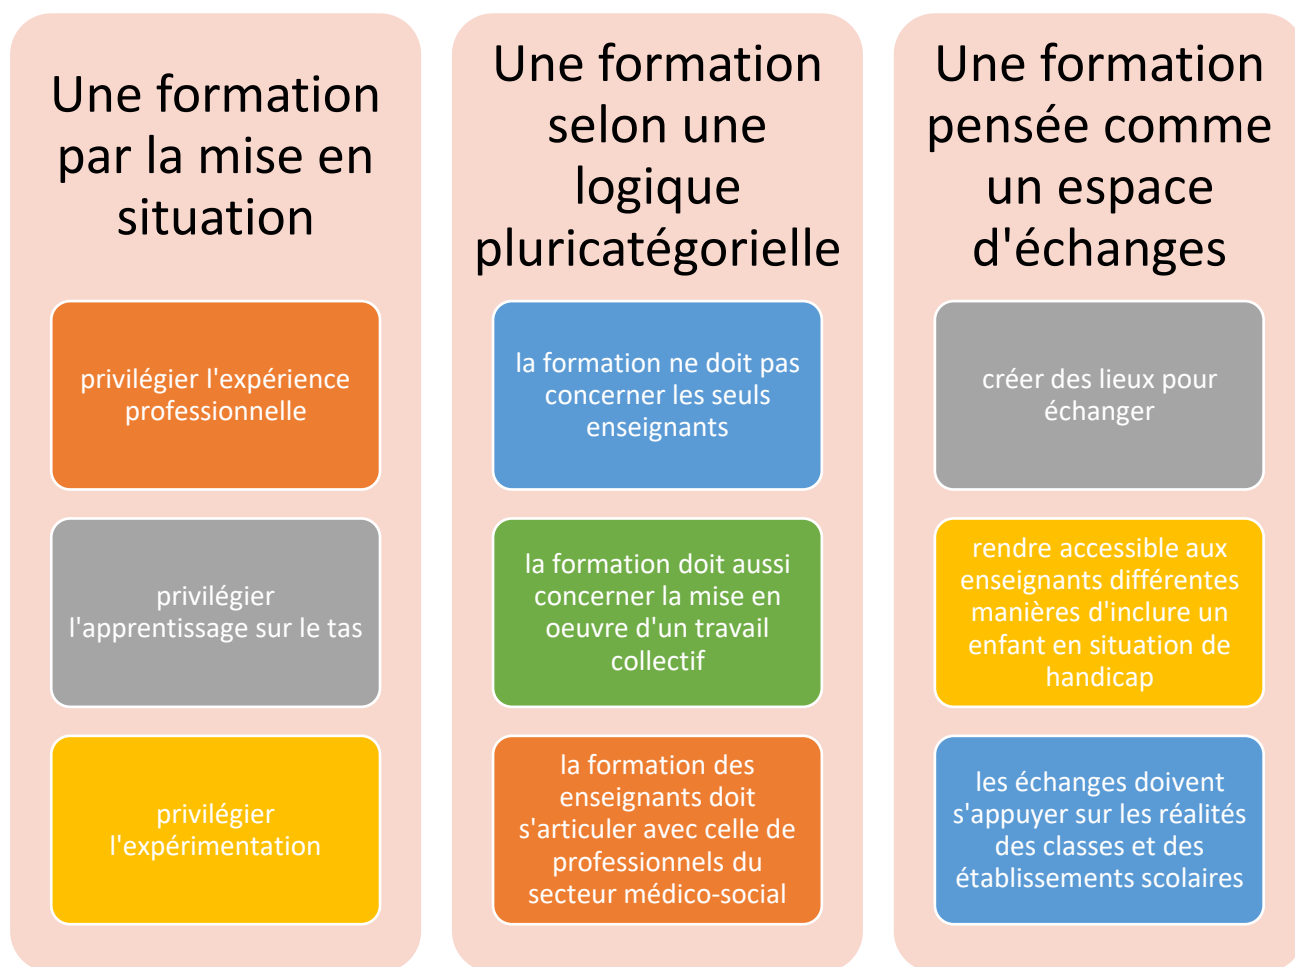 Une formation
par la mise en
situation
privilégier l'expérience
professionnelle
privilégier
l'apprentissage sur le tas
privilégier
l'expérimentation
Une formation
selon une
logique
pluricatégorielle
la formation ne doit pas
concerner les seuls
enseignants
la formation doit aussi
concerner la mise en
oeuvre d'un travail
collectif
la formation des
enseignants doit
s'articuler avec celle de
professionnels du
secteur médico-social
Une formation
pensée comme
un espace
d'échanges
créer des lieux pour
échanger
rendre accessible aux
enseignants différentes
manières d'inclure un
enfant en situation de
handicap
les échanges doivent
s'appuyer sur les réalités
des classes et des
établissements scolaires